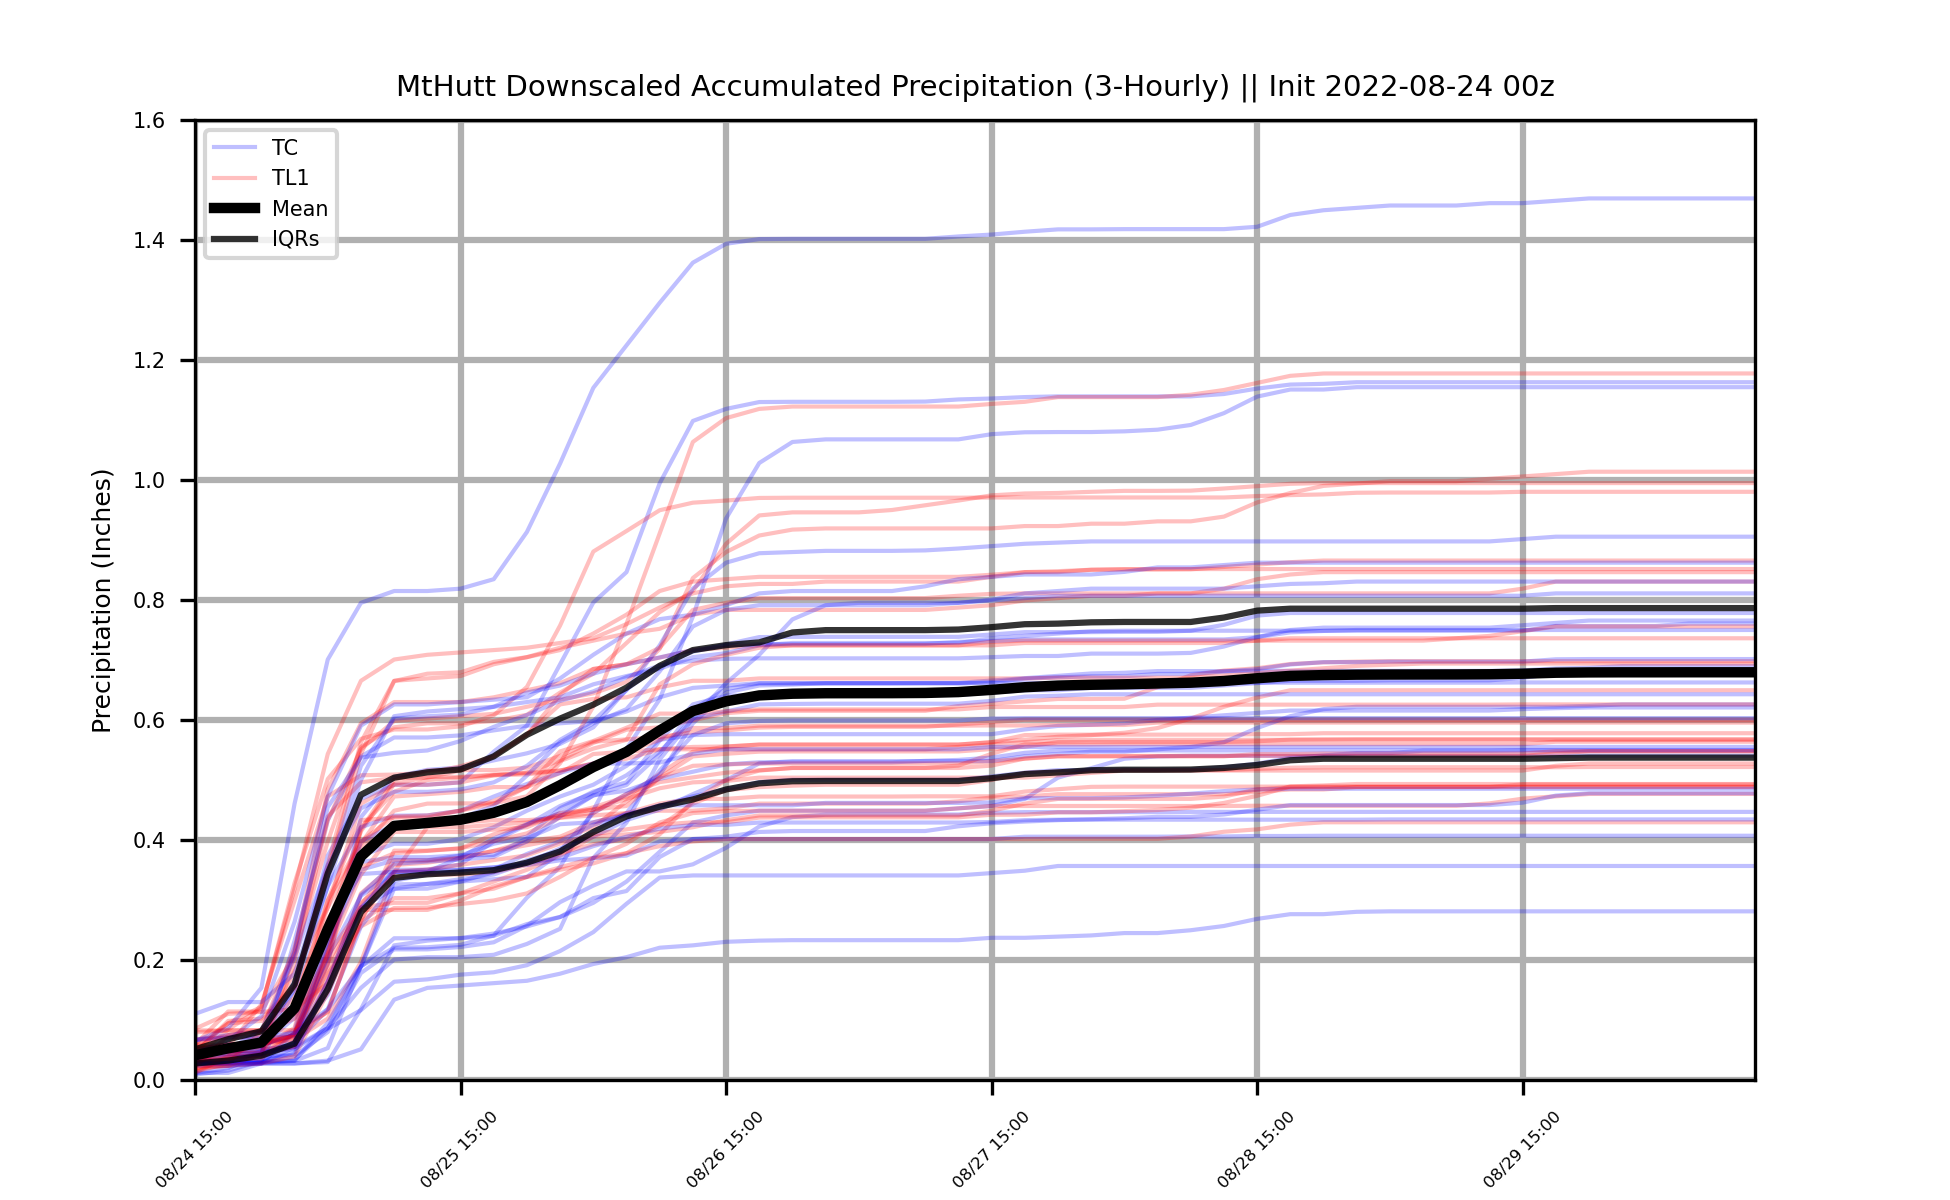 MtHutt Downscaled Accumulated Precipitation (3-Hourly) || Init 2022-08-24 00z
TC
TL1
Mean
IQRs
Precipitation (Inches)
1.6
1.4
1.2
1.0
0.8
0.6
0.4
0.2
0.0
08/24 15:00
08/25 15:00
08/26 15:00
08/27 15:00
08/28 15:00
08/29 15:00